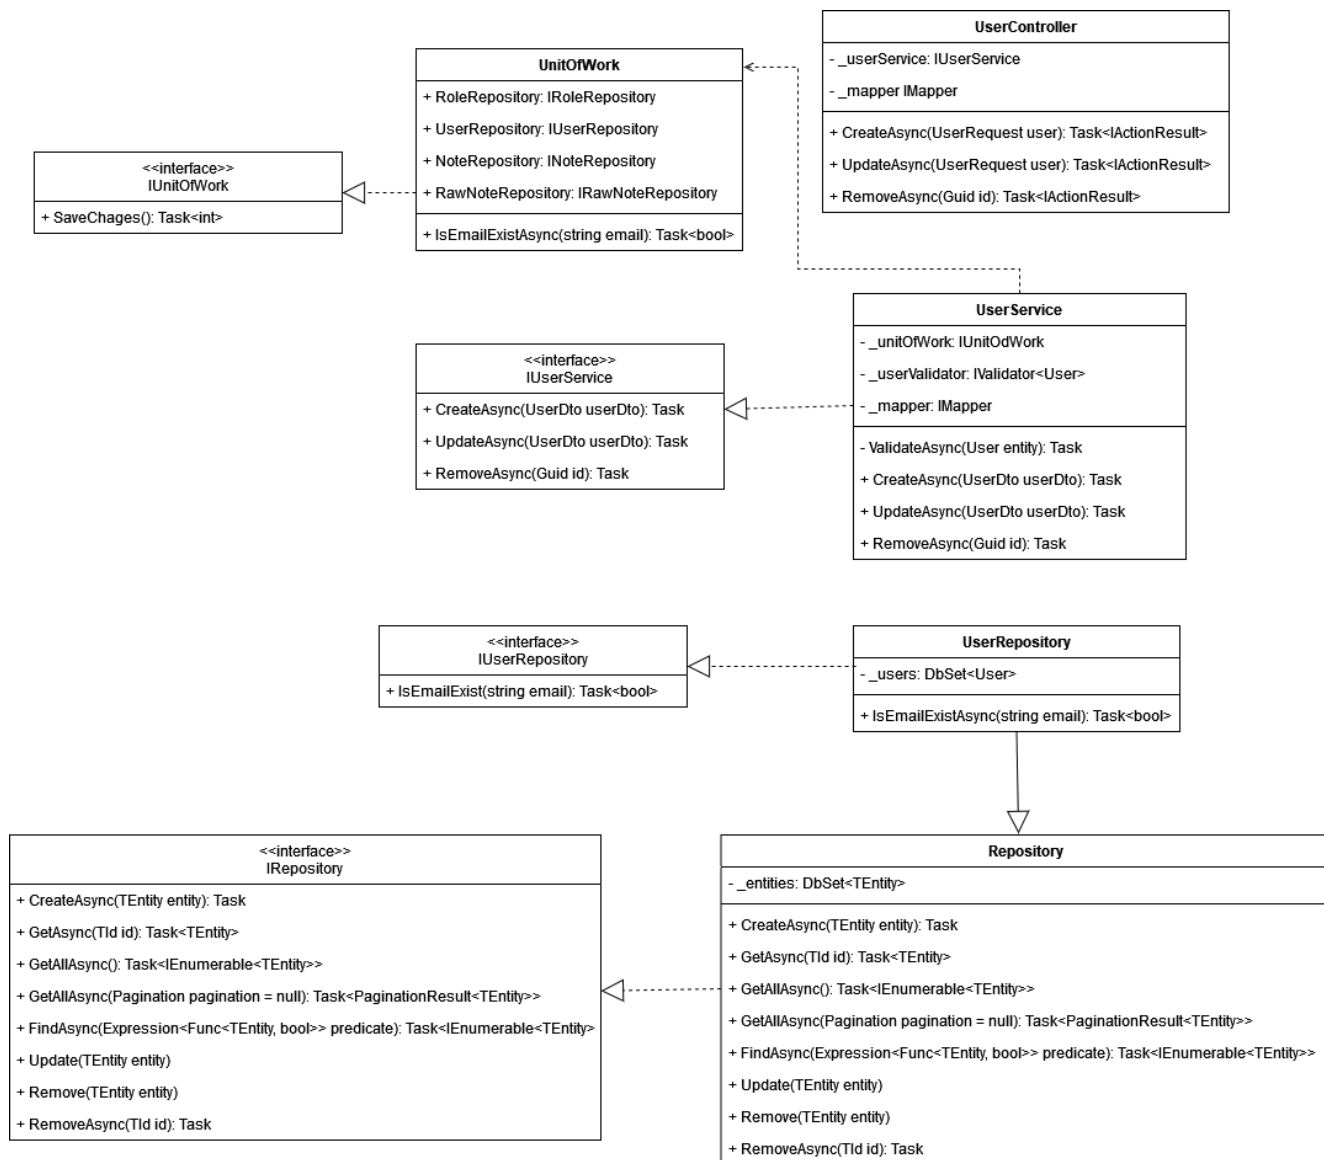 UserController
- _userService: IUserService
- _mapper IMapper
+ CreateAsync(UserRequest user): Task<IActionResult>
+ UpdateAsync(UserRequest user): Task<IActionResult>
+ RemoveAsync(Guid id): Task<IActionResult>
UnitOfWork
+ RoleRepository: IRoleRepository
+ UserRepository: IUserRepository
+ NoteRepository: INoteRepository
+ RawNoteRepository: IRawNoteRepository
+ IsEmailExistAsync(string email): Task<bool>
<<interface>>
IUnitOfWork
+ SaveChages(): Task<int>
UserService
- _unitOfWork: IUnitOdWork
- _userValidator: IValidator<User>
- _mapper: IMapper
- ValidateAsync(User entity): Task
+ CreateAsync(UserDto userDto): Task
+ UpdateAsync(UserDto userDto): Task
+ RemoveAsync(Guid id): Task
<<interface>>
IUserService
+ CreateAsync(UserDto userDto): Task
+ UpdateAsync(UserDto userDto): Task
+ RemoveAsync(Guid id): Task
<<interface>>
IUserRepository
+ IsEmailExist(string email): Task<bool>
UserRepository
- _users: DbSet<User>
+ IsEmailExistAsync(string email): Task<bool>
<<interface>>
IRepository
+ CreateAsync(TEntity entity): Task
+ GetAsync(TId id): Task<TEntity>
+ GetAllAsync(): Task<IEnumerable<TEntity>>
+ GetAllAsync(Pagination pagination = null): Task<PaginationResult<TEntity>>
+ FindAsync(Expression<Func<TEntity, bool>> predicate): Task<IEnumerable<TEntity>
+ Update(TEntity entity)
+ Remove(TEntity entity)
+ RemoveAsync(TId id): Task
Repository
- _entities: DbSet<TEntity>
+ CreateAsync(TEntity entity): Task
+ GetAsync(TId id): Task<TEntity>
+ GetAllAsync(): Task<IEnumerable<TEntity>>
+ GetAllAsync(Pagination pagination = null): Task<PaginationResult<TEntity>>
+ FindAsync(Expression<Func<TEntity, bool>> predicate): Task<IEnumerable<TEntity>>
+ Update(TEntity entity)
+ Remove(TEntity entity)
+ RemoveAsync(TId id): Task